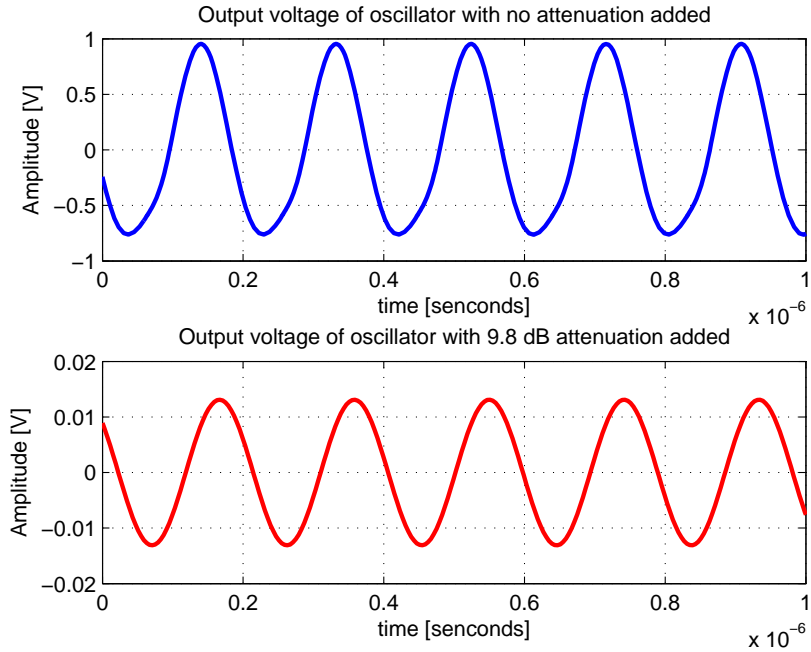 Output voltage of oscillator with no attenuation added
1
0.5
0
−0.5
−1
Amplitude [V]
0 0.2 0.4 0.6 0.8 1
time [senconds]
x 10⁻⁶
Output voltage of oscillator with 9.8 dB attenuation added
0.02
0.01
0
−0.01
−0.02
Amplitude [V]
0 0.2 0.4 0.6 0.8 1
time [senconds]
x 10⁻⁶